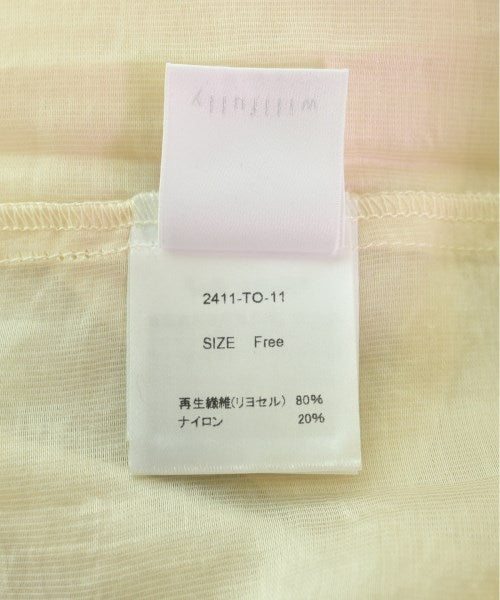 willfully
2411-TO-11
SIZE Free
再生繊維(リヨセル) 80%
ナイロン 20%